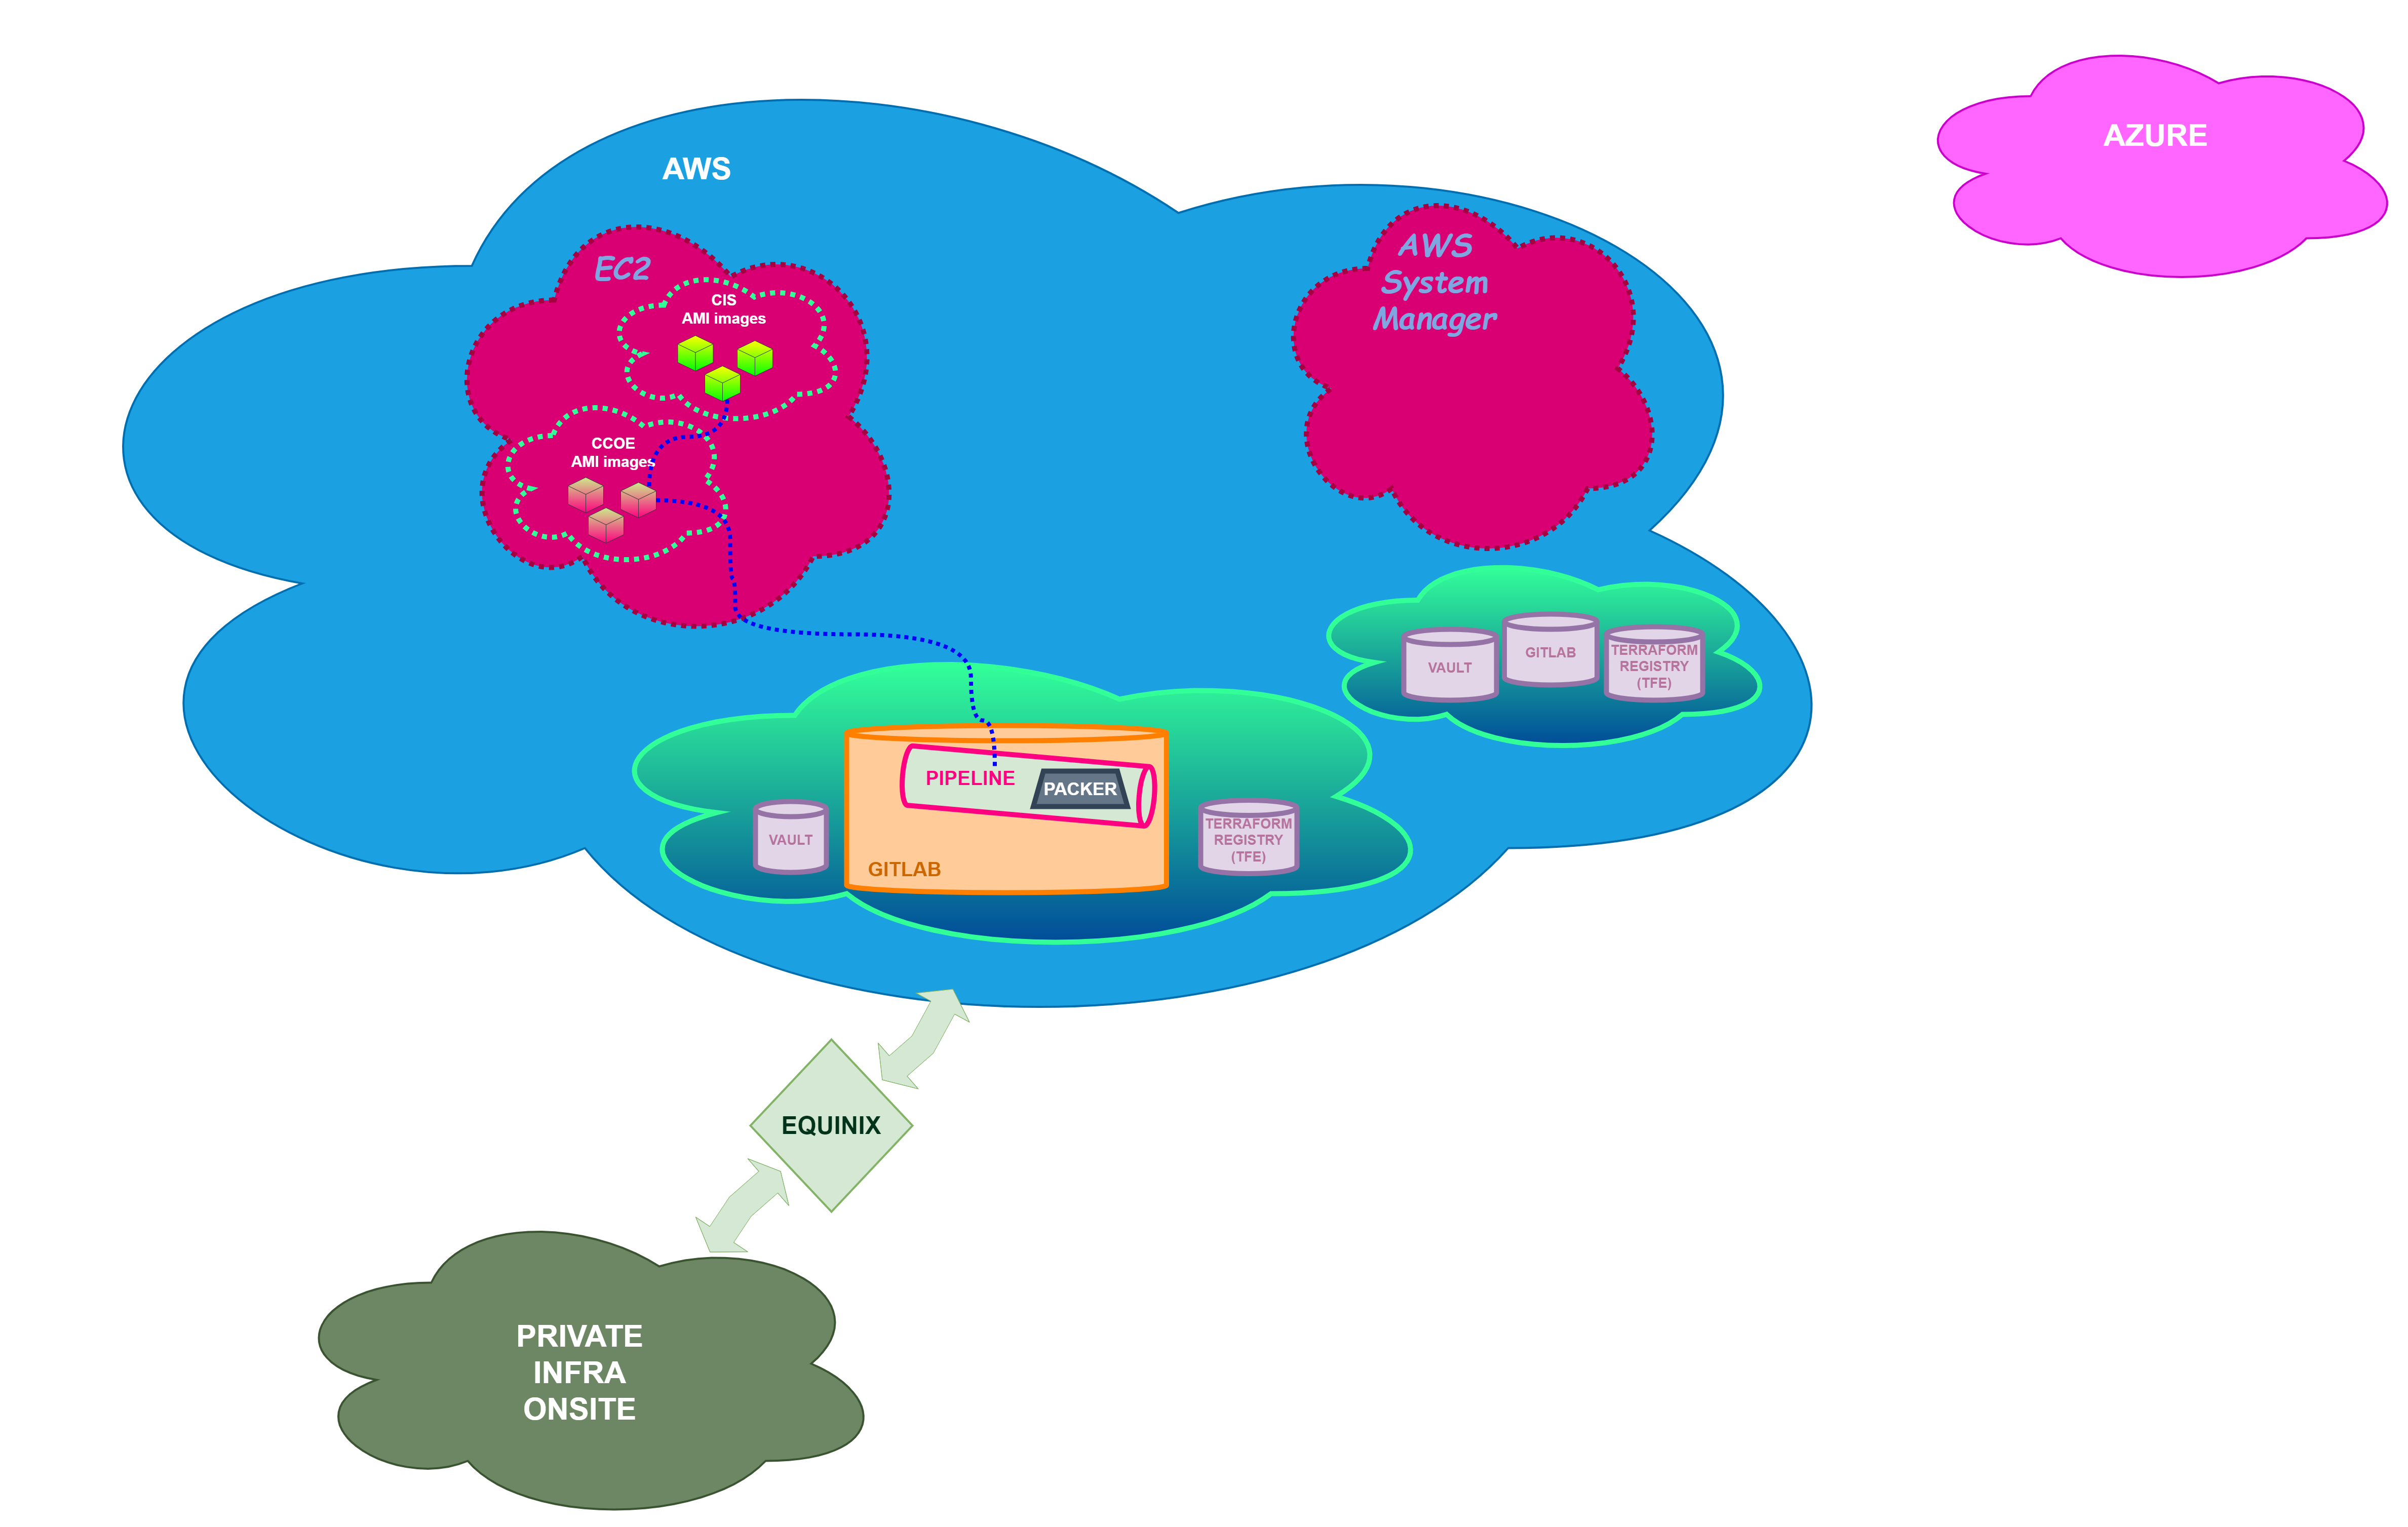 AZURE
AWS
AWS
System
Manager
EC2
CIS
AMI images
CCOE
AMI images
VAULT
GITLAB
TERRAFORM
REGISTRY
(TFE)
PIPELINE
PACKER
VAULT
GITLAB
TERRAFORM
REGISTRY
(TFE)
EQUINIX
PRIVATE
INFRA
ONSITE